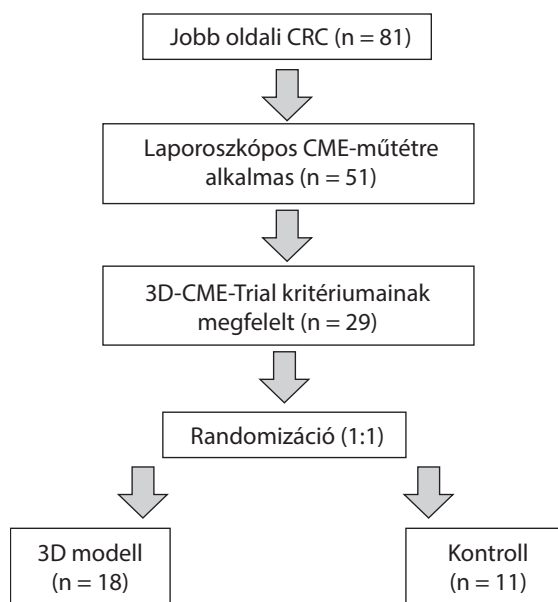 Jobb oldali CRC (n = 81)
Laporoszkópos CME-műtétre
alkalmas (n = 51)
3D-CME-Trial kritériumainak
megfelelt (n = 29)
Randomizáció (1:1)
3D modell
(n = 18)
Kontroll
(n = 11)